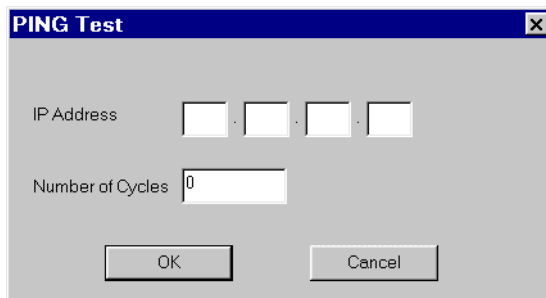 PING Test
IP Address . . .
Number of Cycles 0
OK Cancel